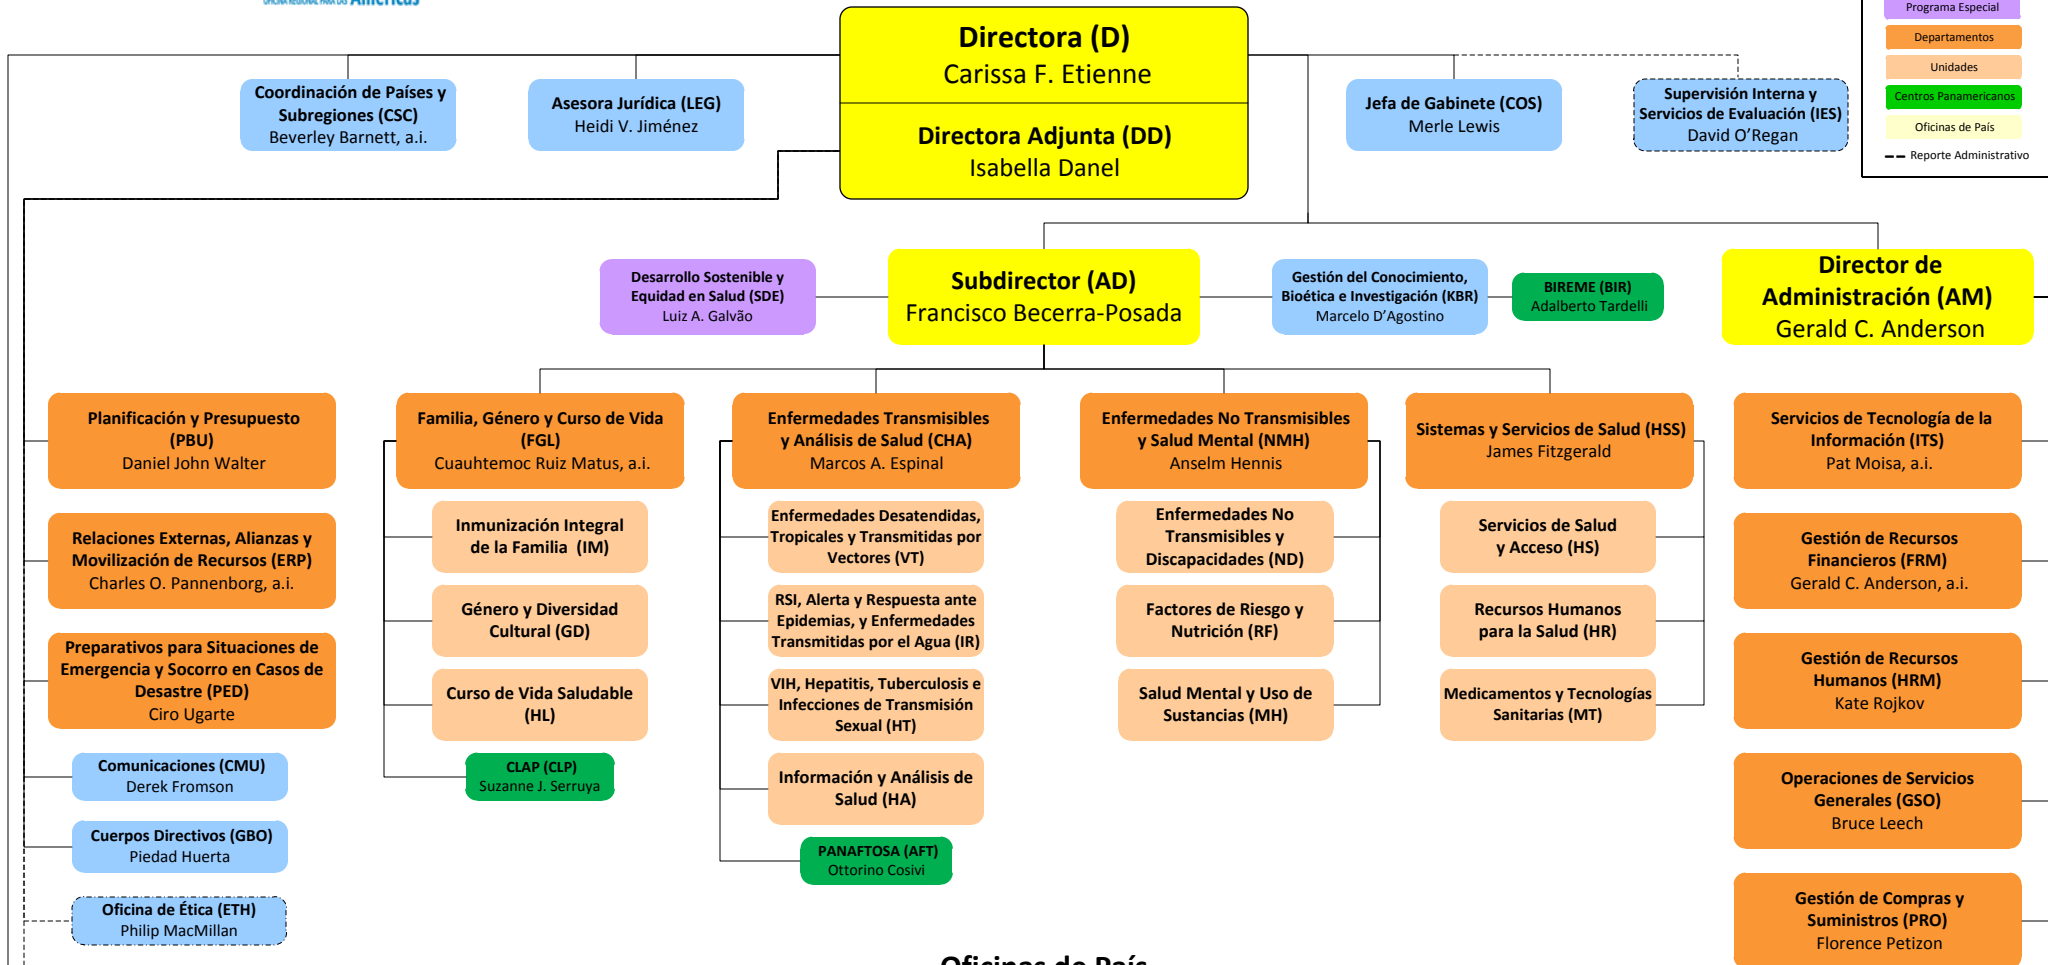 OFICINA REGIONAL PARA LAS Américas
Programa Especial
Departamentos
Unidades
Centros Panamericanos
Oficinas de País
Reporte Administrativo
Directora (D)
Carissa F. Etienne
Directora Adjunta (DD)
Isabella Danel
Coordinación de Países y
Subregiones (CSC)
Beverley Barnett, a.i.
Asesora Jurídica (LEG)
Heidi V. Jiménez
Jefa de Gabinete (COS)
Merle Lewis
Supervisión Interna y
Servicios de Evaluación (IES)
David O’Regan
Desarrollo Sostenible y
Equidad en Salud (SDE)
Luiz A. Galvão
Subdirector (AD)
Francisco Becerra-Posada
Gestión del Conocimiento,
Bioética e Investigación (KBR)
Marcelo D’Agostino
BIREME (BIR)
Adalberto Tardelli
Director de
Administración (AM)
Gerald C. Anderson
Planificación y Presupuesto
(PBU)
Daniel John Walter
Relaciones Externas, Alianzas y
Movilización de Recursos (ERP)
Charles O. Pannenborg, a.i.
Preparativos para Situaciones de
Emergencia y Socorro en Casos de
Desastre (PED)
Ciro Ugarte
Comunicaciones (CMU)
Derek Fromson
Cuerpos Directivos (GBO)
Piedad Huerta
Oficina de Ética (ETH)
Philip MacMillan
Familia, Género y Curso de Vida
(FGL)
Cuauhtemoc Ruiz Matus, a.i.
Inmunización Integral
de la Familia (IM)
Género y Diversidad
Cultural (GD)
Curso de Vida Saludable
(HL)
CLAP (CLP)
Suzanne J. Serruya
Enfermedades Transmisibles
y Análisis de Salud (CHA)
Marcos A. Espinal
Enfermedades Desatendidas,
Tropicales y Transmitidas por
Vectores (VT)
RSI, Alerta y Respuesta ante
Epidemias, y Enfermedades
Transmitidas por el Agua (IR)
VIH, Hepatitis, Tuberculosis e
Infecciones de Transmisión
Sexual (HT)
Información y Análisis de
Salud (HA)
PANAFTOSA (AFT)
Ottorino Cosivi
Enfermedades No Transmisibles
y Salud Mental (NMH)
Anselm Hennis
Enfermedades No
Transmisibles y
Discapacidades (ND)
Factores de Riesgo y
Nutrición (RF)
Salud Mental y Uso de
Sustancias (MH)
Sistemas y Servicios de Salud (HSS)
James Fitzgerald
Servicios de Salud
y Acceso (HS)
Recursos Humanos
para la Salud (HR)
Medicamentos y Tecnologías
Sanitarias (MT)
Servicios de Tecnología de la
Información (ITS)
Pat Moisa, a.i.
Gestión de Recursos
Financieros (FRM)
Gerald C. Anderson, a.i.
Gestión de Recursos
Humanos (HRM)
Kate Rojkov
Operaciones de Servicios
Generales (GSO)
Bruce Leech
Gestión de Compras y
Suministros (PRO)
Florence Petizon
Oficinas de País